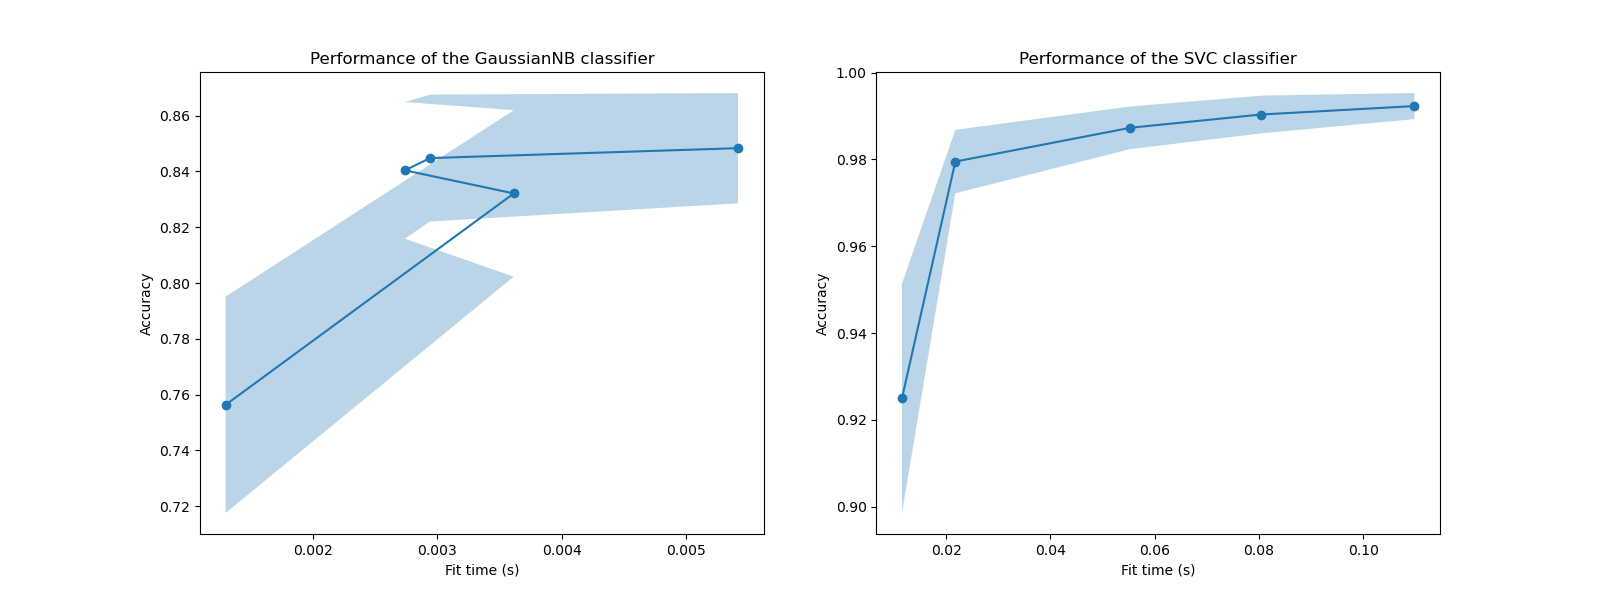 Performance of the GaussianNB classifier
Accuracy
0.86
0.84
0.82
0.80
0.78
0.76
0.74
0.72
0.002 0.003 0.004 0.005
Fit time (s)
Performance of the SVC classifier
Accuracy
1.00
0.98
0.96
0.94
0.92
0.90
0.02 0.04 0.06 0.08 0.10
Fit time (s)